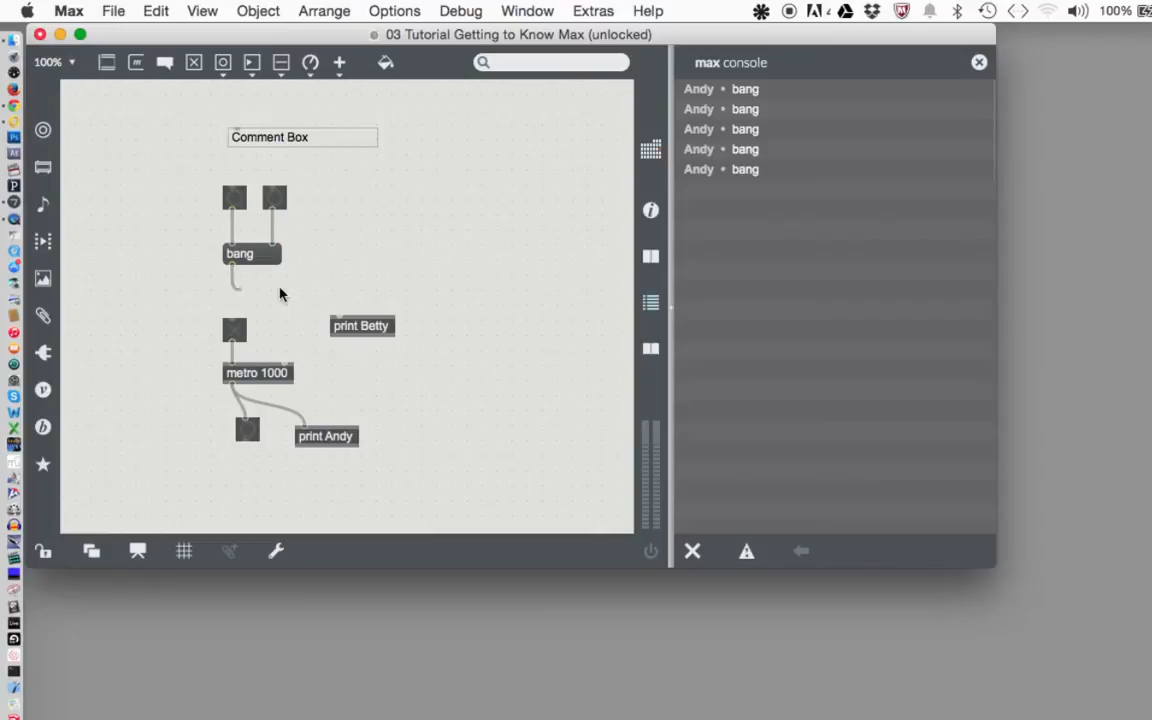 Max File Edit View Object Arrange Options Debug Window Extras Help 4 100%
03 Tutorial Getting to Know Max (unlocked)
100%
max console
Andy • bang
Andy • bang
Andy • bang
Andy • bang
Andy • bang
Comment Box
bang
print Betty
metro 1000
print Andy